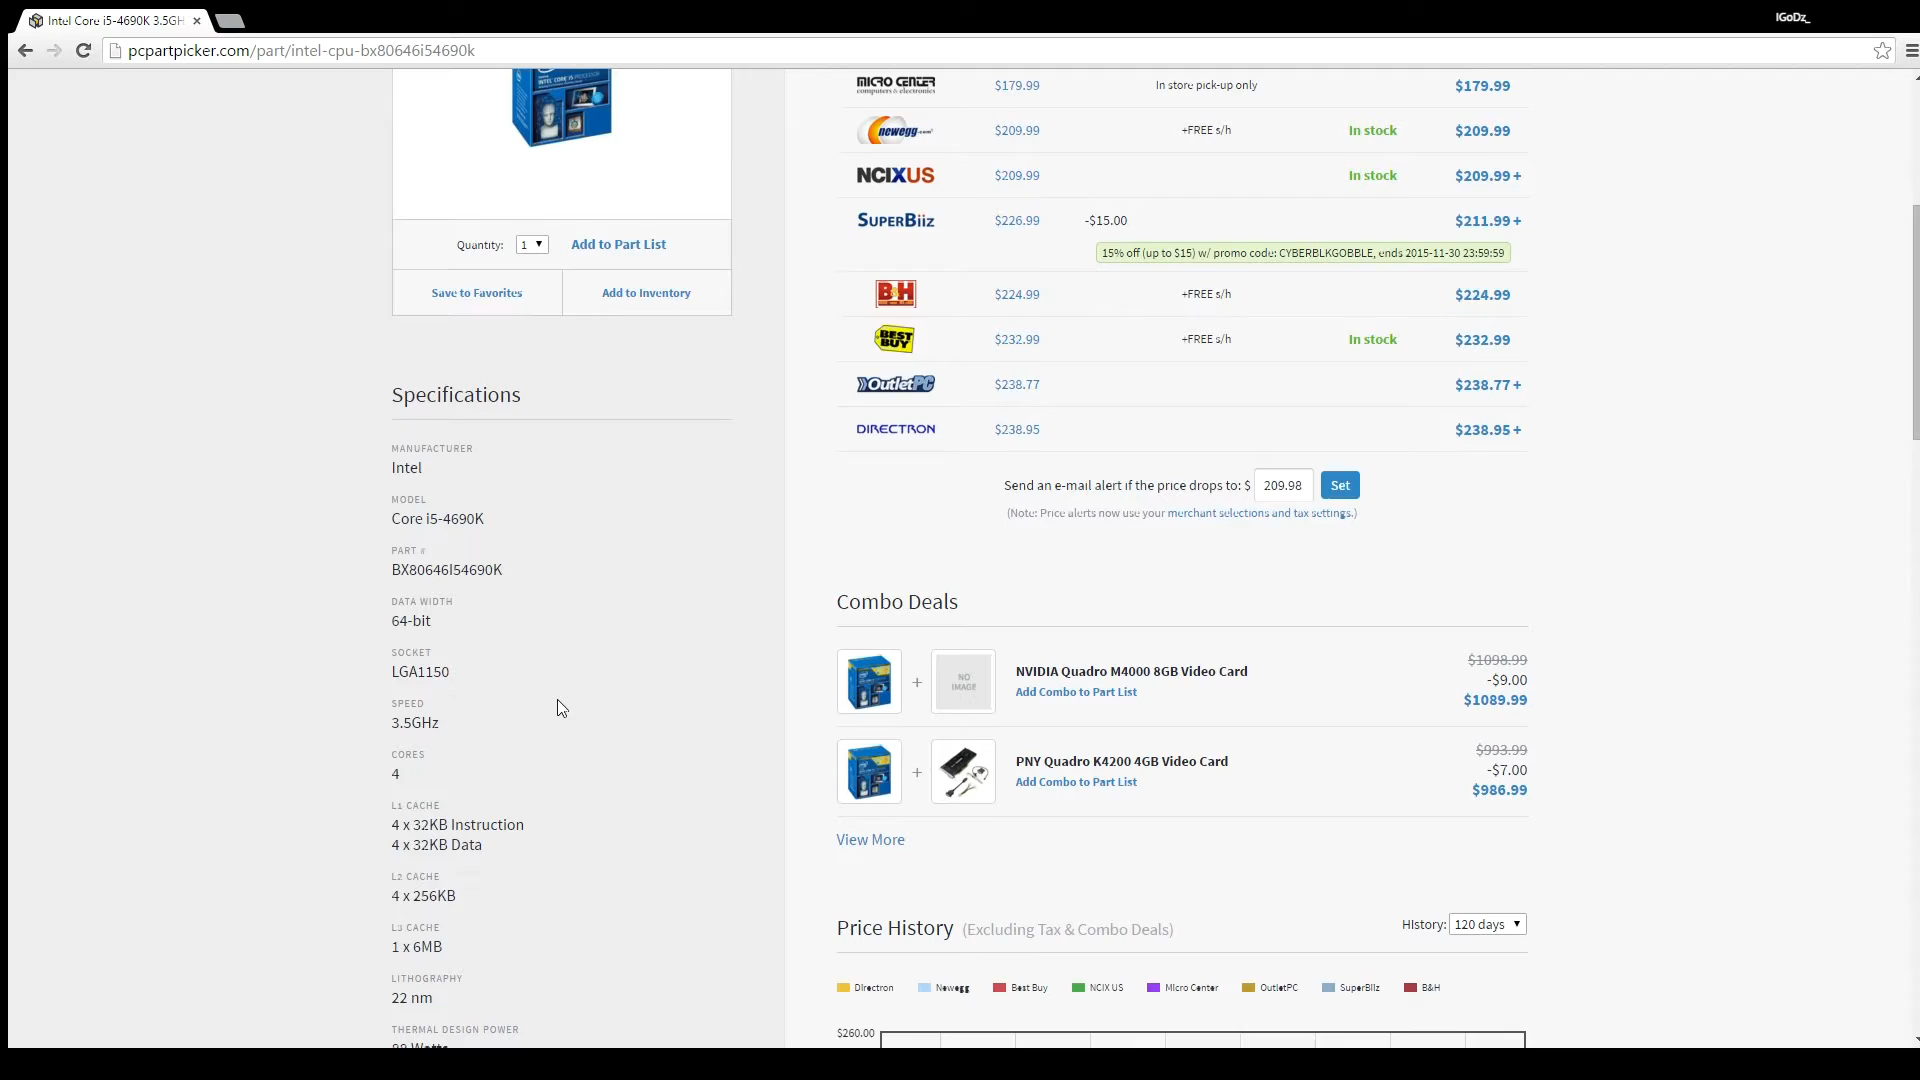 Intel Core i5-4690K 3.5GH
IGoDz_
pcpartpicker.com/part/intel-cpu-bx80646i54690k
Quantity: 1 Add to Part List
Save to Favorites Add to Inventory
Specifications
MANUFACTURER
Intel
MODEL
Core i5-4690K
PART #
BX80646I54690K
DATA WIDTH
64-bit
SOCKET
LGA1150
SPEED
3.5GHz
CORES
4
L1 CACHE
4 x 32KB Instruction
4 x 32KB Data
L2 CACHE
4 x 256KB
L3 CACHE
1 x 6MB
LITHOGRAPHY
22 nm
THERMAL DESIGN POWER
MICRO CENTER computers & electronics $179.99 In store pick-up only $179.99
newegg.com $209.99 +FREE s/h In stock $209.99
NCIXUS $209.99 In stock $209.99 +
SUPERBIIZ $226.99 -$15.00 $211.99 +
15% off (up to $15) w/ promo code: CYBERBLKGOBBLE, ends 2015-11-30 23:59:59
B&H $224.99 +FREE s/h $224.99
BEST BUY $232.99 +FREE s/h In stock $232.99
OutletPC $238.77 $238.77 +
DIRECTRON $238.95 $238.95 +
Send an e-mail alert if the price drops to: $ 209.98 Set
(Note: Price alerts now use your merchant selections and tax settings.)
Combo Deals
+ NO IMAGE NVIDIA Quadro M4000 8GB Video Card $1098.99
Add Combo to Part List -$9.00
$1089.99
+ PNY Quadro K4200 4GB Video Card $993.99
Add Combo to Part List -$7.00
$986.99
View More
Price History (Excluding Tax & Combo Deals) History: 120 days
Directron Newegg Best Buy NCIX US Micro Center OutletPC SuperBiiz B&H
$260.00